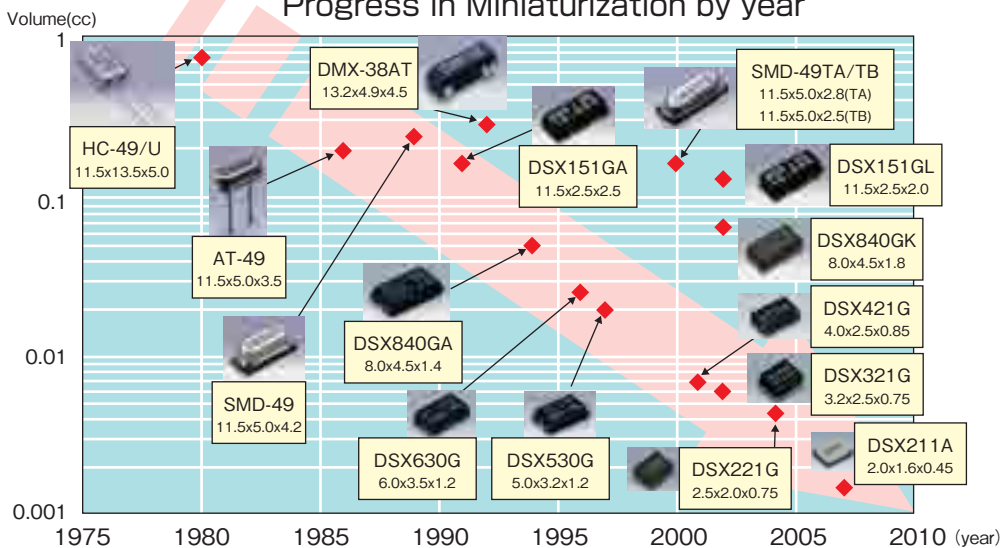 Progress in Miniaturization by year
Volume(cc)
1
0.1
0.01
0.001
HC-49/U
11.5x13.5x5.0
DMX-38AT
13.2x4.9x4.5
SMD-49TA/TB
11.5x5.0x2.8(TA)
11.5x5.0x2.5(TB)
DSX151GA
11.5x2.5x2.5
DSX151GL
11.5x2.5x2.0
AT-49
11.5x5.0x3.5
DSX840GK
8.0x4.5x1.8
DSX840GA
8.0x4.5x1.4
DSX421G
4.0x2.5x0.85
SMD-49
11.5x5.0x4.2
DSX321G
3.2x2.5x0.75
DSX630G
6.0x3.5x1.2
DSX530G
5.0x3.2x1.2
DSX221G
2.5x2.0x0.75
DSX211A
2.0x1.6x0.45
1975 1980 1985 1990 1995 2000 2005 2010 (year)